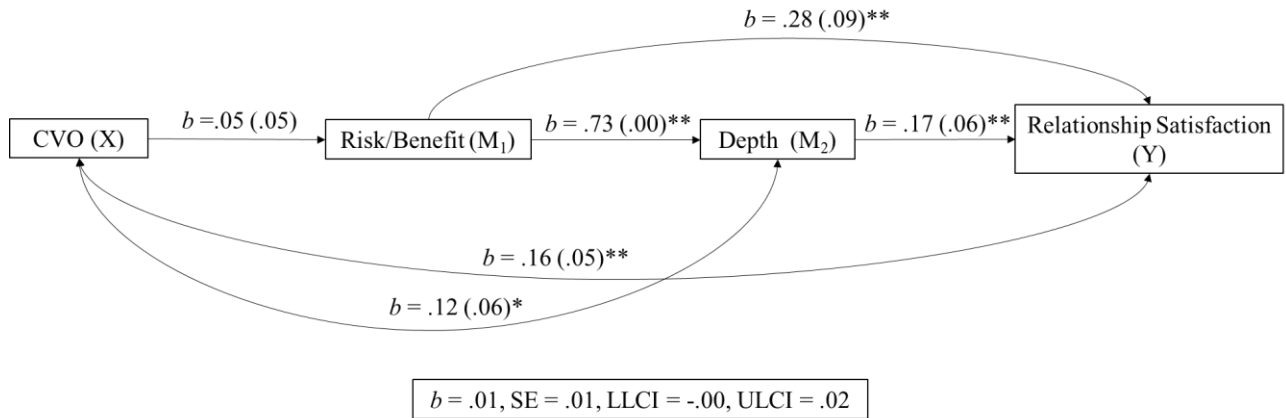 b = .28 (.09)**
b =.05 (.05)
b = .73 (.00)**
b = .17 (.06)**
CVO (X)
Risk/Benefit (M₁)
Depth (M₂)
Relationship Satisfaction
(Y)
b = .16 (.05)**
b = .12 (.06)*
b = .01, SE = .01, LLCI = -.00, ULCI = .02